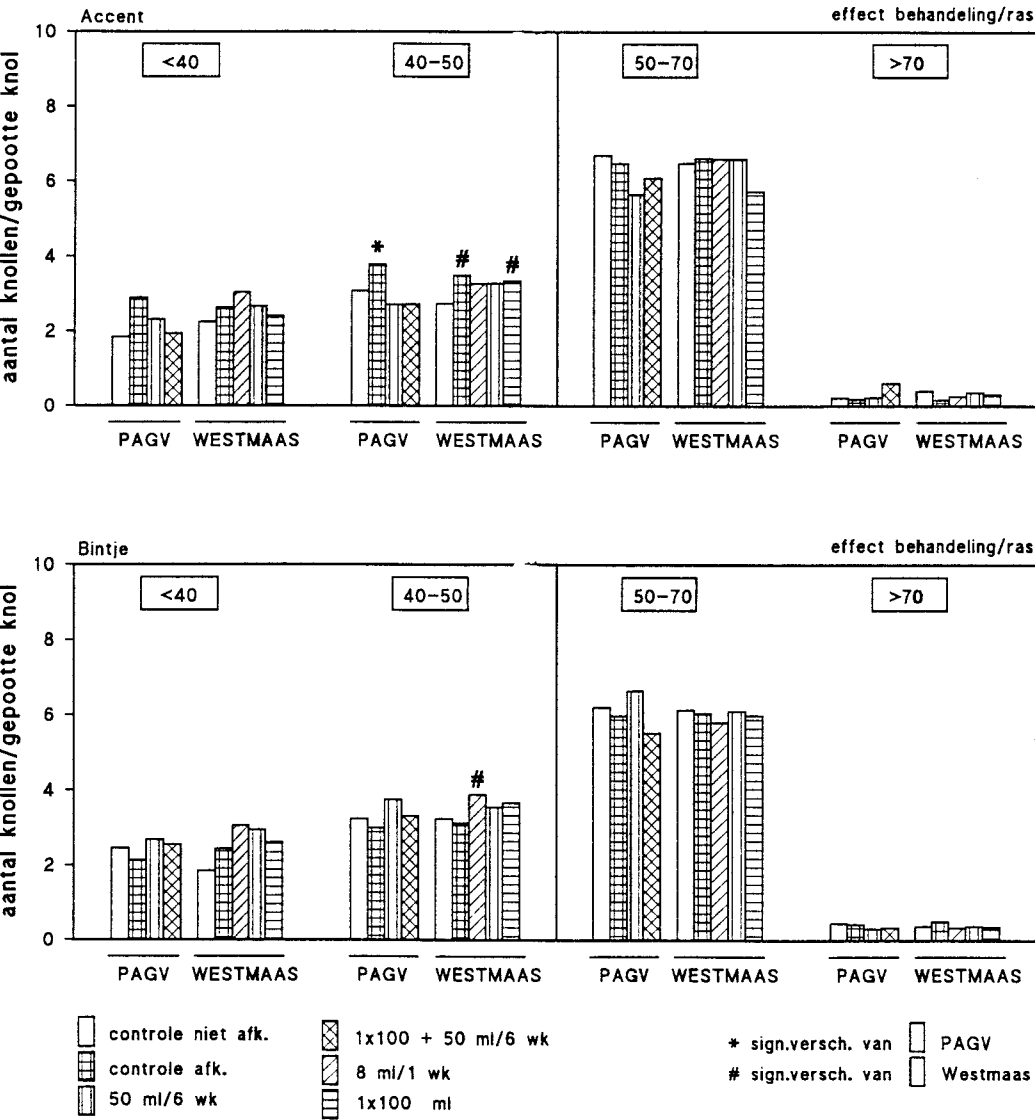 Accent effect behandeling/ras
<40 40-50 50-70 >70
aantal knollen/gepootte knol
10
8
6
4
2
0
*
#
#
PAGV WESTMAAS PAGV WESTMAAS PAGV WESTMAAS PAGV WESTMAAS
Bintje effect behandeling/ras
<40 40-50 50-70 >70
aantal knollen/gepootte knol
10
8
6
4
2
0
#
PAGV WESTMAAS PAGV WESTMAAS PAGV WESTMAAS PAGV WESTMAAS
controle niet afk.
controle afk.
50 ml/6 wk
1x100 + 50 ml/6 wk
8 ml/1 wk
1x100 ml
* sign.versch. van PAGV
# sign.versch. van Westmaas